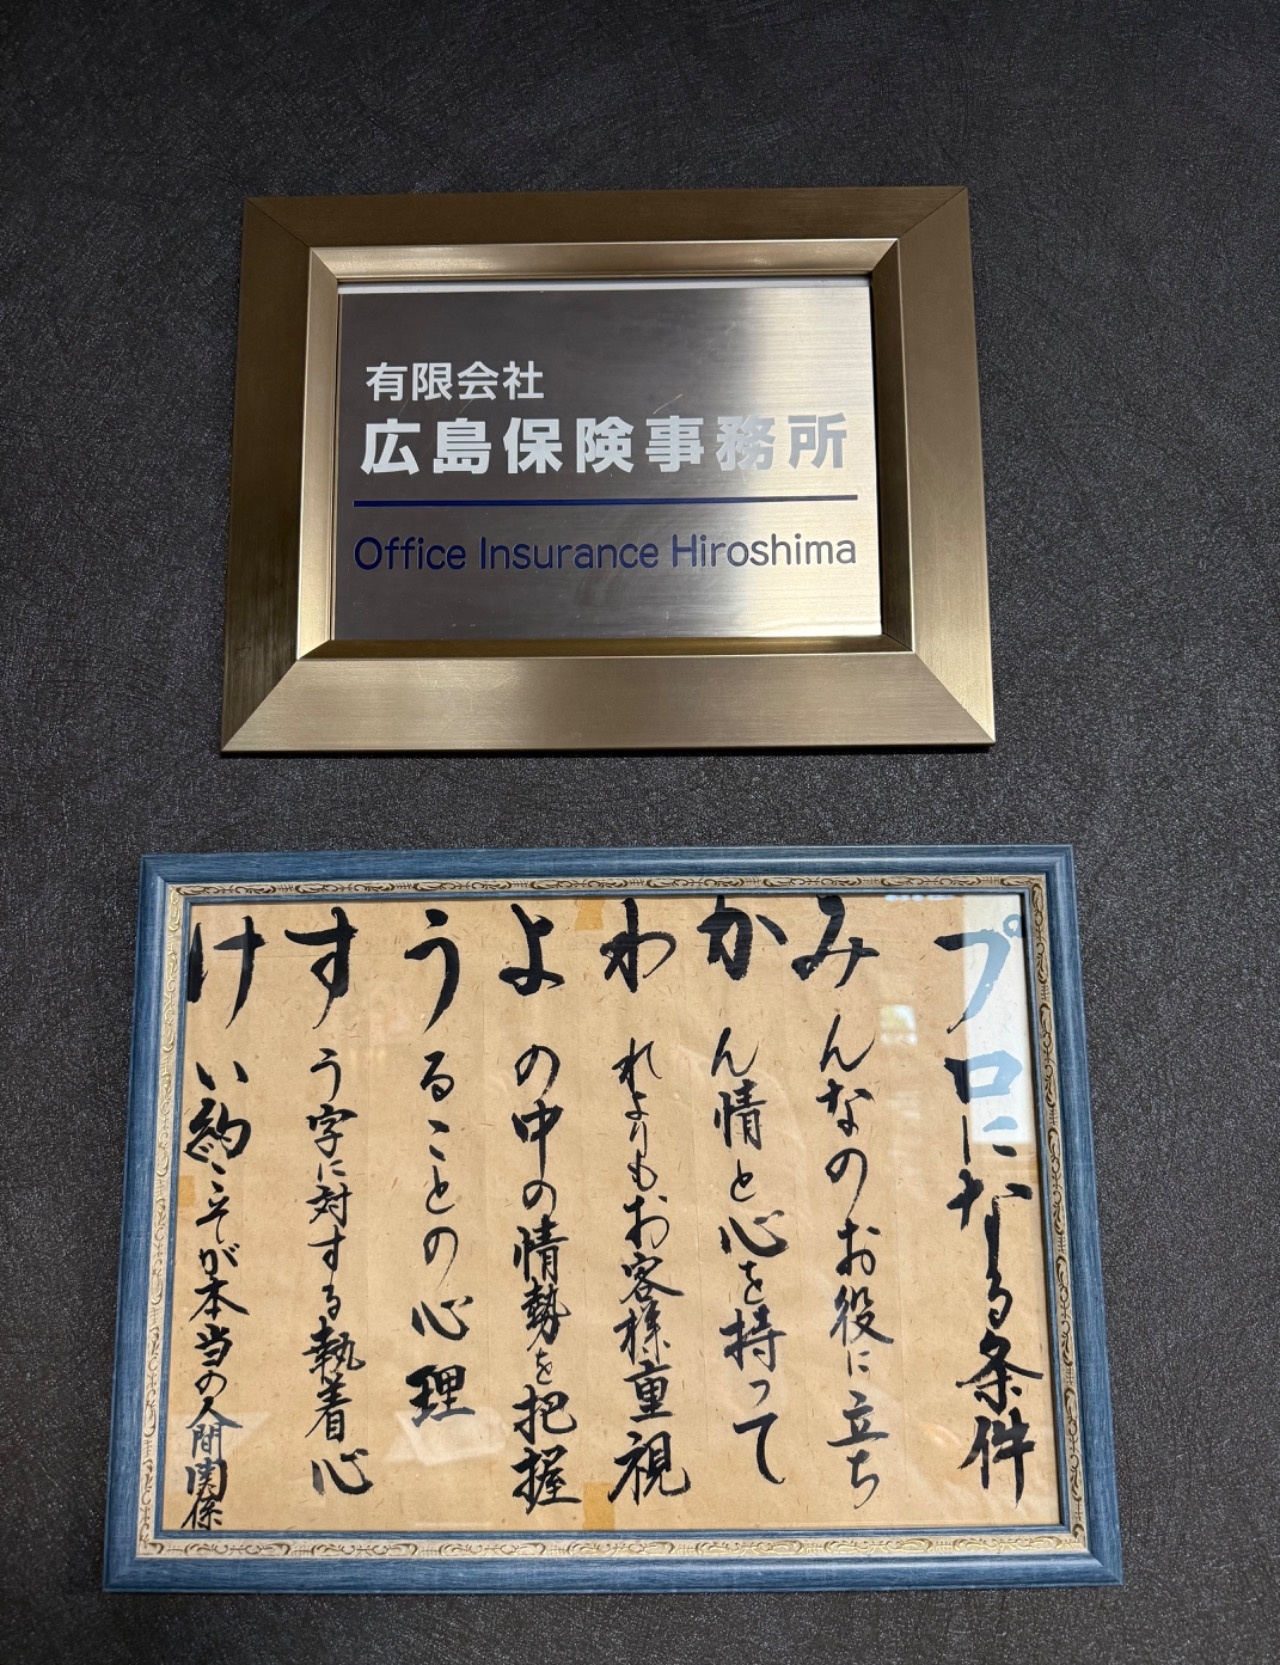 有限会社
広島保険事務所
Office Insurance Hiroshima
プロになる条件
みんなのお役に立ち
かん情と心を持って
われよりもお客様重視
よの中の情勢を把握
うることの心理
すう字に対する執着心
けい約こそが本当の人間関係